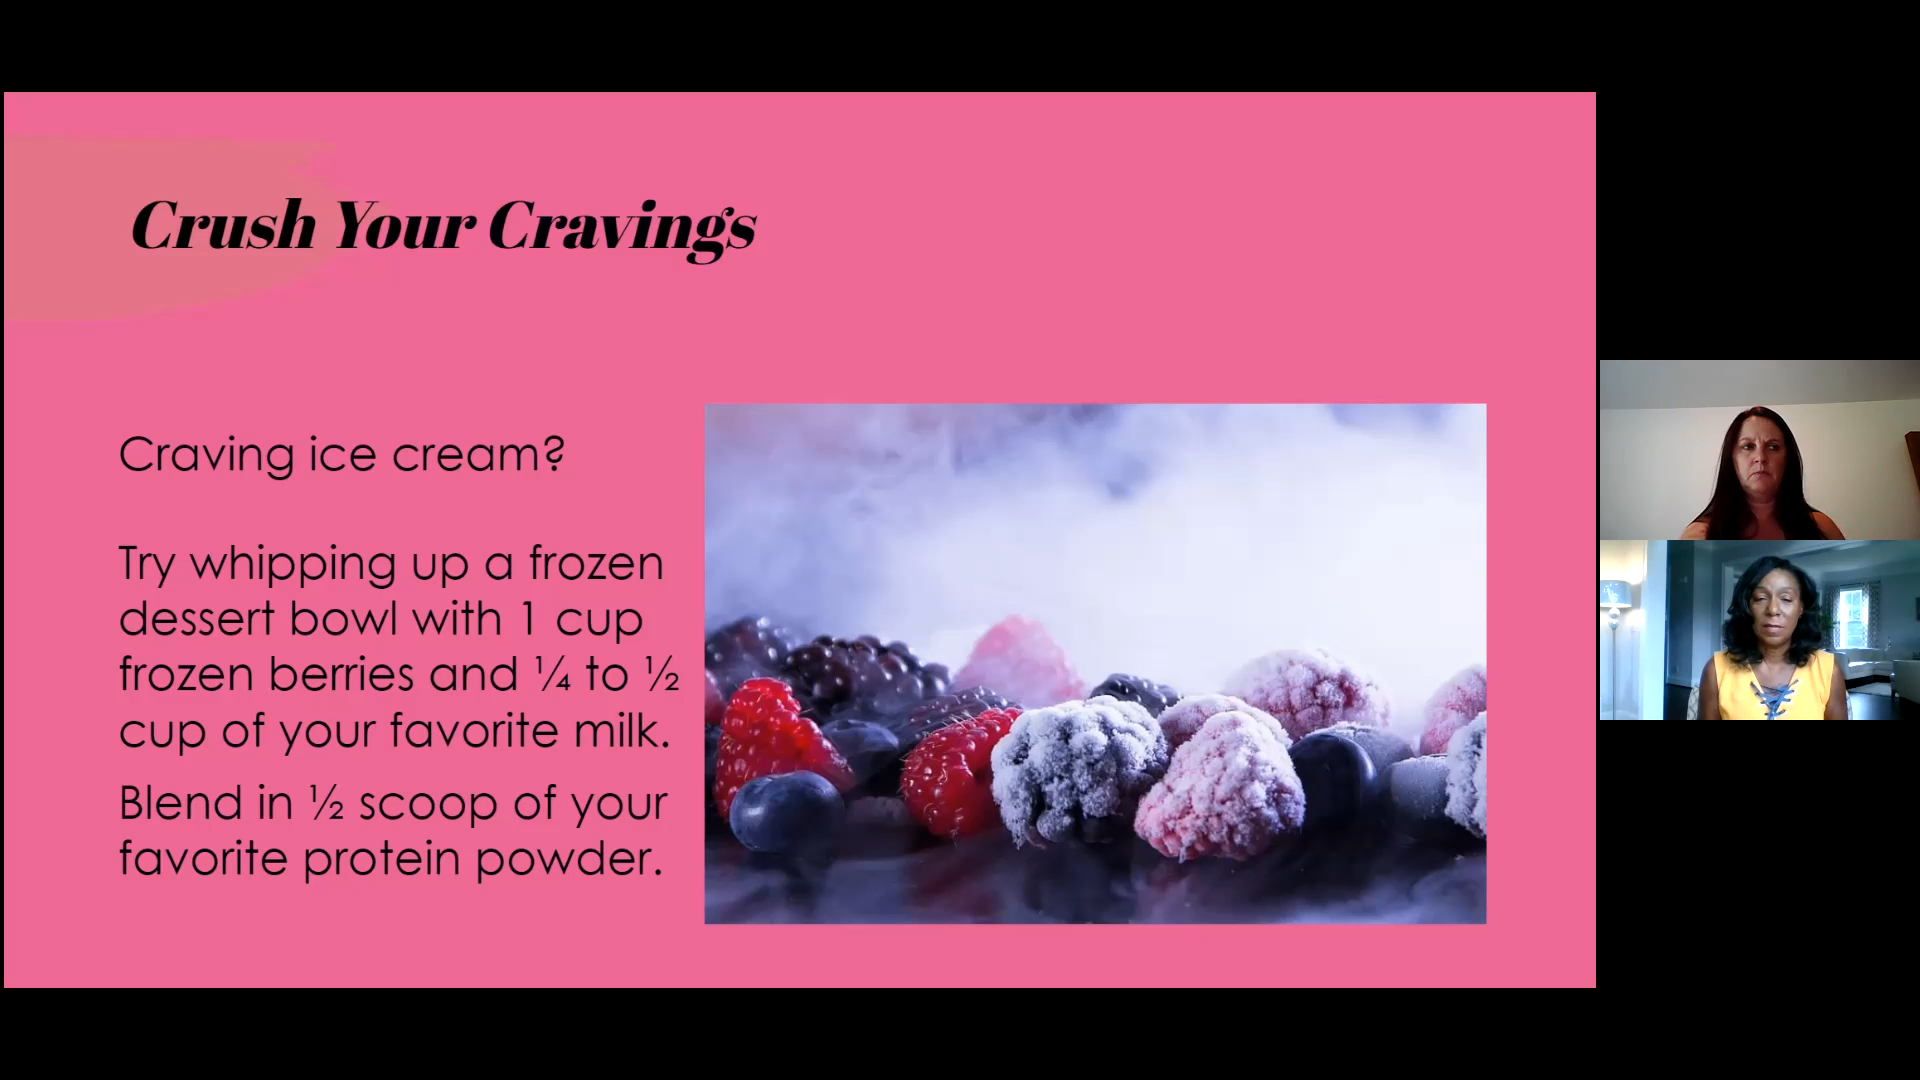 Crush Your Cravings
Craving ice cream?
Try whipping up a frozen
dessert bowl with 1 cup
frozen berries and ¼ to ½
cup of your favorite milk.
Blend in ½ scoop of your
favorite protein powder.